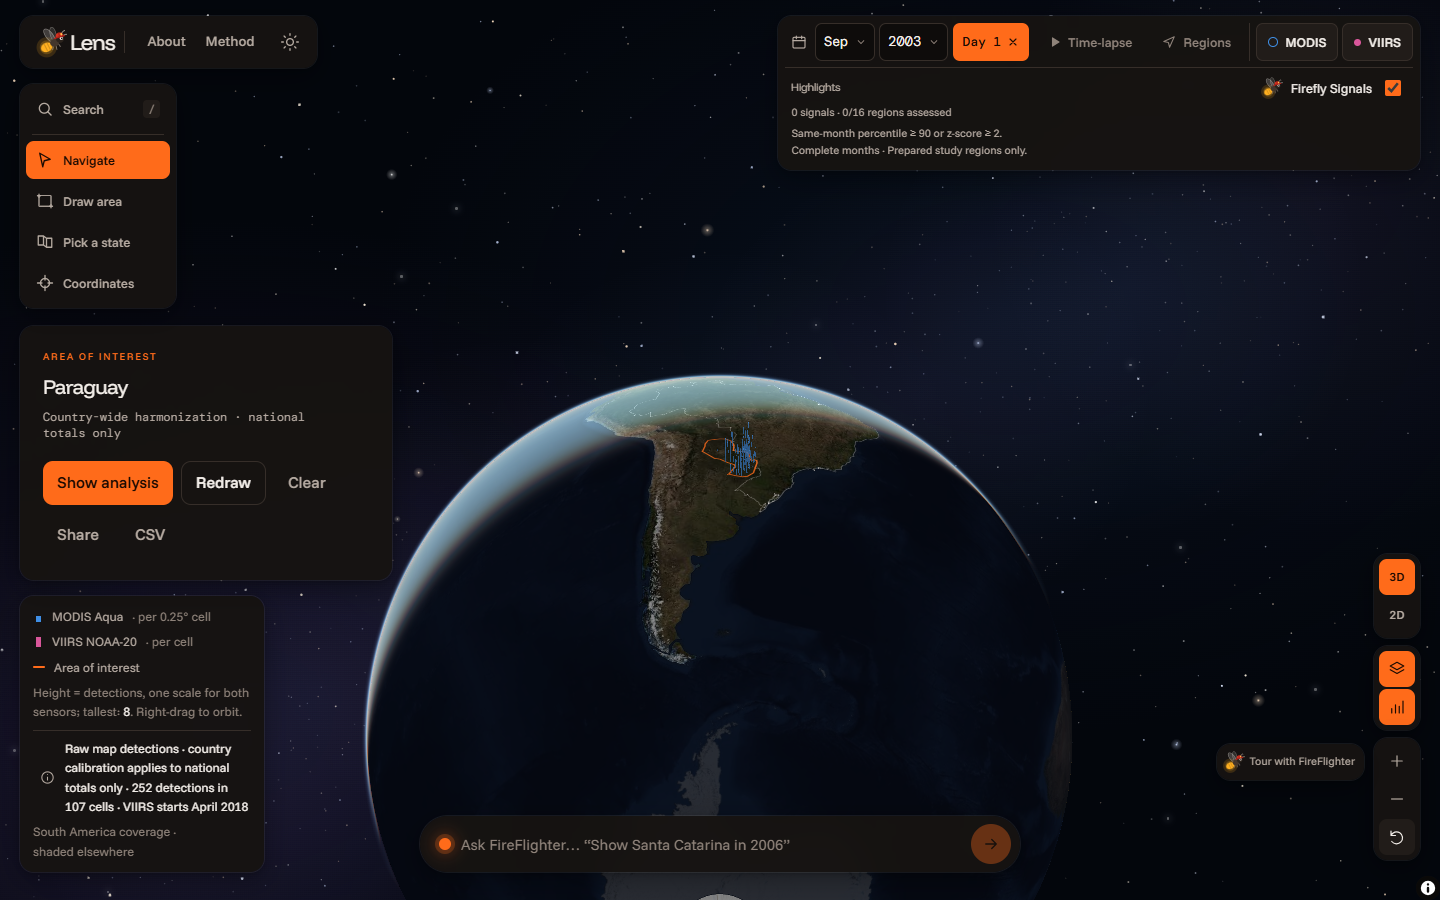 Lens
About
Method
Search
/
Navigate
Draw area
Pick a state
Coordinates
Sep
2003
Day 1 ×
Time-lapse
Regions
MODIS
VIIRS
Highlights
Firefly Signals
0 signals · 0/16 regions assessed
Same-month percentile ≥ 90 or z-score ≥ 2.
Complete months · Prepared study regions only.
AREA OF INTEREST
Paraguay
Country-wide harmonization · national
totals only
Show analysis
Redraw
Clear
Share
CSV
MODIS Aqua · per 0.25° cell
VIIRS NOAA-20 · per cell
Area of interest
Height = detections, one scale for both
sensors; tallest: 8. Right-drag to orbit.
Raw map detections · country
calibration applies to national
totals only · 252 detections in
107 cells · VIIRS starts April 2018
South America coverage ·
shaded elsewhere
3D
2D
Tour with FireFlighter
Ask FireFlighter... “Show Santa Catarina in 2006”